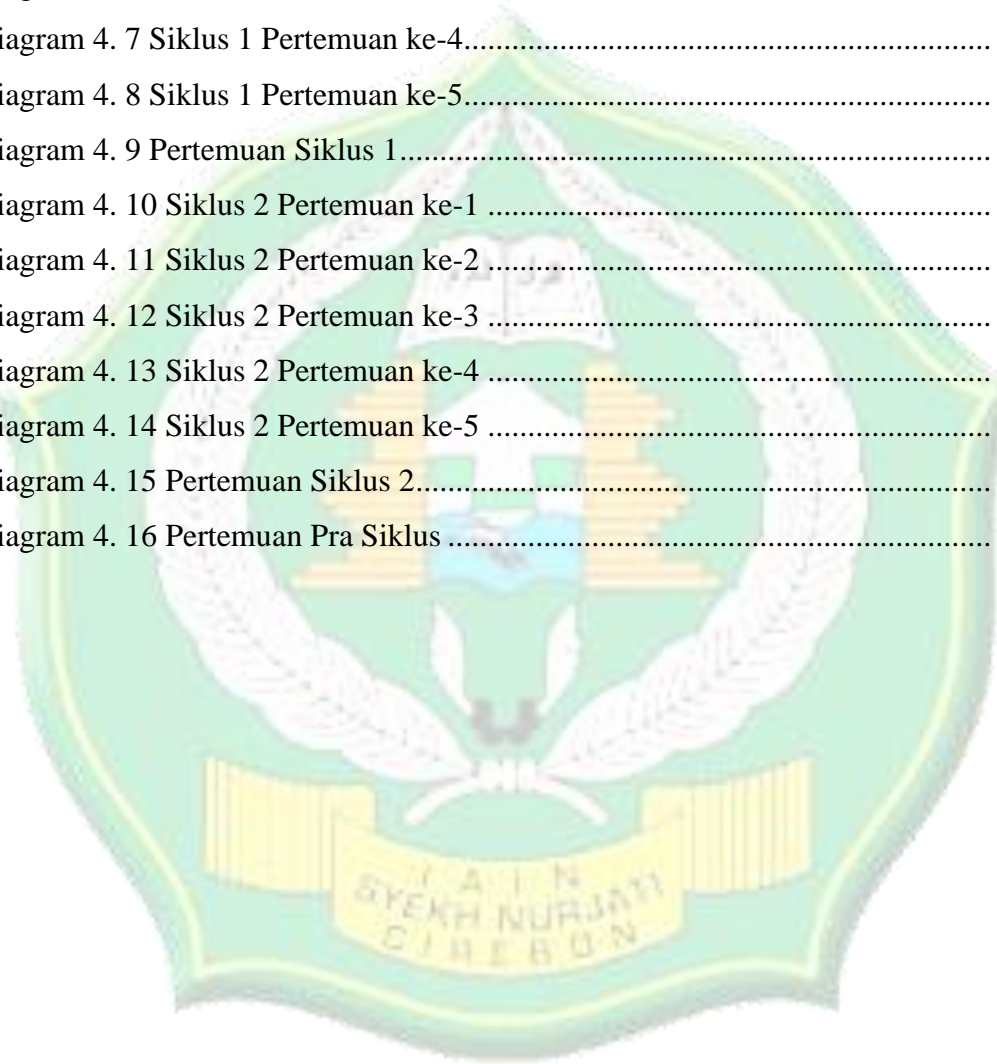 iagram 4. 7 Siklus 1 Pertemuan ke-4....................................................................
iagram 4. 8 Siklus 1 Pertemuan ke-5....................................................................
iagram 4. 9 Pertemuan Siklus 1............................................................................
iagram 4. 10 Siklus 2 Pertemuan ke-1 .................................................................
iagram 4. 11 Siklus 2 Pertemuan ke-2 .................................................................
iagram 4. 12 Siklus 2 Pertemuan ke-3 .................................................................
iagram 4. 13 Siklus 2 Pertemuan ke-4 .................................................................
iagram 4. 14 Siklus 2 Pertemuan ke-5 .................................................................
iagram 4. 15 Pertemuan Siklus 2..........................................................................
iagram 4. 16 Pertemuan Pra Siklus ......................................................................
IAIN
SYEKH NURJATI
CIREBON